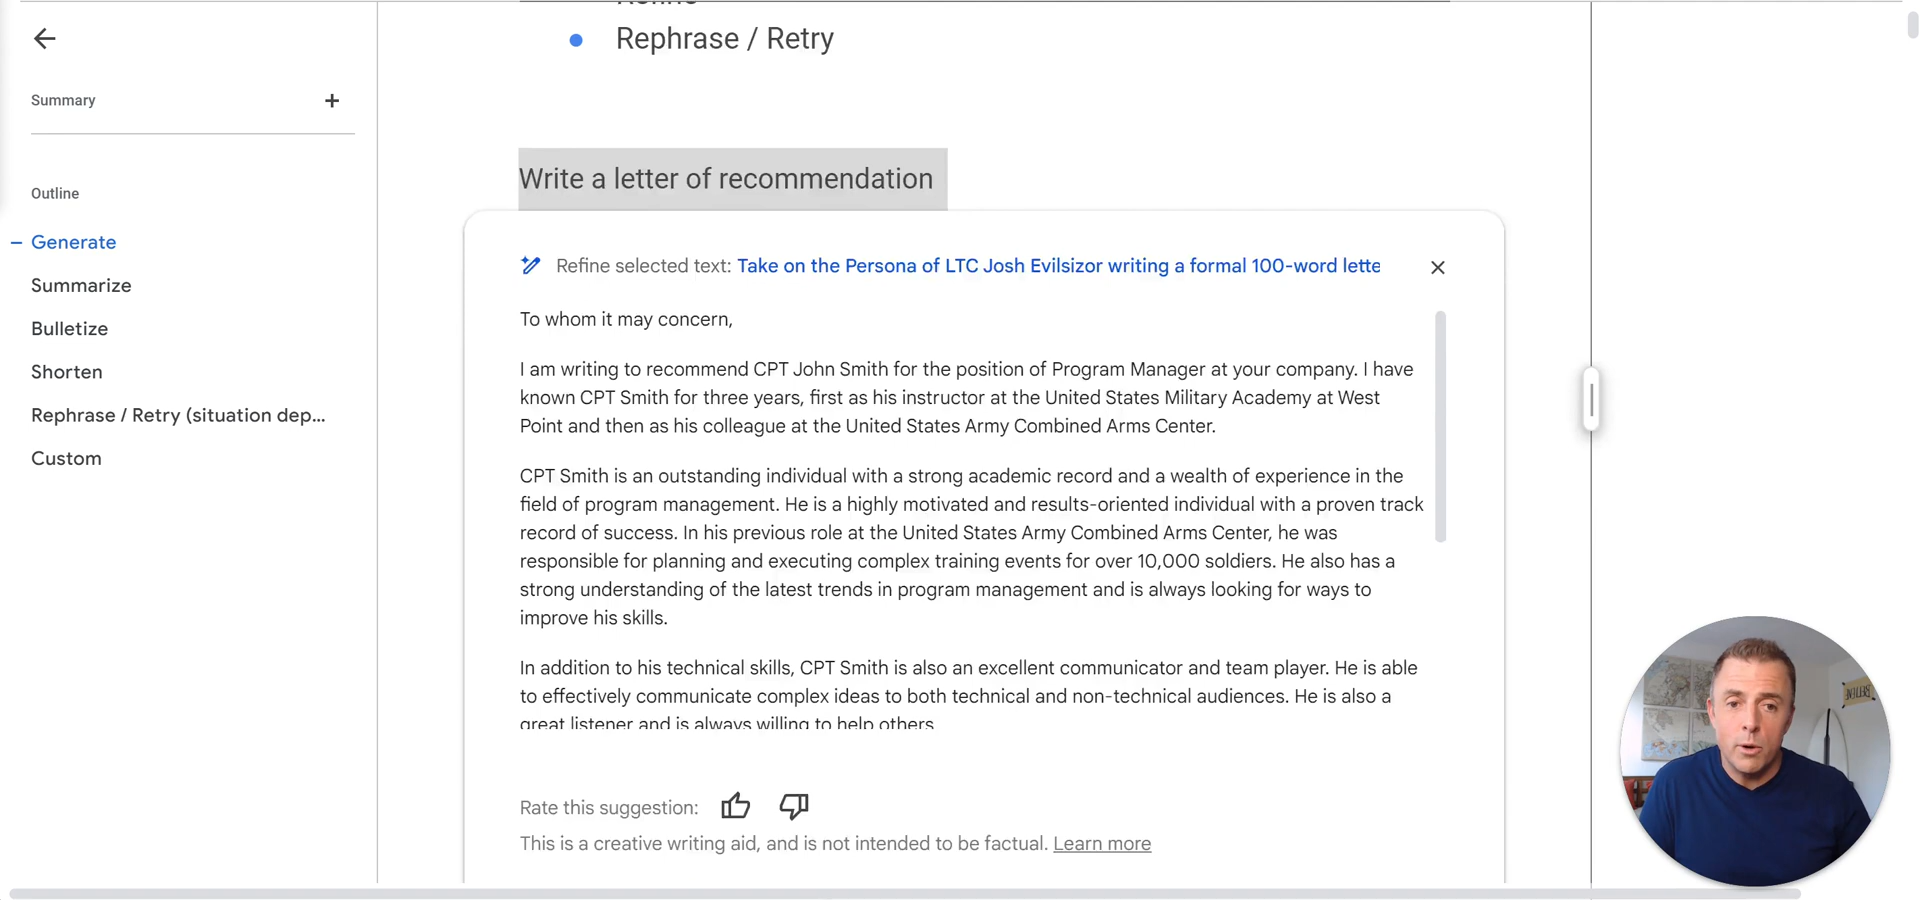 Refine
Rephrase / Retry
Summary
Outline
Generate
Summarize
Bulletize
Shorten
Rephrase / Retry (situation dep...
Custom
Write a letter of recommendation
Refine selected text: Take on the Persona of LTC Josh Evilsizor writing a formal 100-word lette
To whom it may concern,
I am writing to recommend CPT John Smith for the position of Program Manager at your company. I have
known CPT Smith for three years, first as his instructor at the United States Military Academy at West
Point and then as his colleague at the United States Army Combined Arms Center.
CPT Smith is an outstanding individual with a strong academic record and a wealth of experience in the
field of program management. He is a highly motivated and results-oriented individual with a proven track
record of success. In his previous role at the United States Army Combined Arms Center, he was
responsible for planning and executing complex training events for over 10,000 soldiers. He also has a
strong understanding of the latest trends in program management and is always looking for ways to
improve his skills.
In addition to his technical skills, CPT Smith is also an excellent communicator and team player. He is able
to effectively communicate complex ideas to both technical and non-technical audiences. He is also a
great listener and is always willing to help others.
Rate this suggestion:
This is a creative writing aid, and is not intended to be factual. Learn more